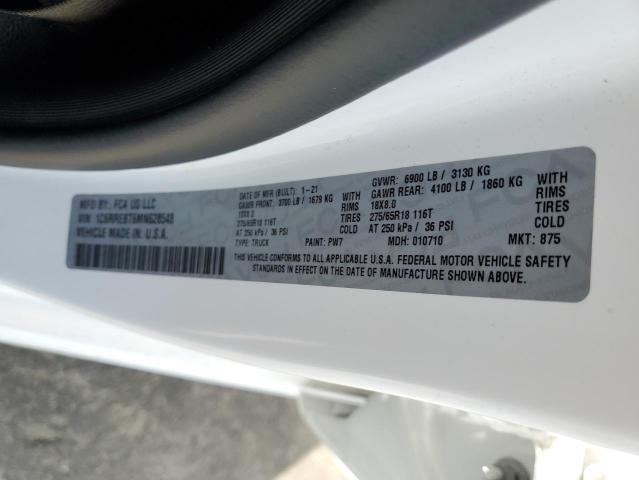 MFD BY: FCA US LLC
VIN: 1C6RREBT6MN628548
VEHICLE MADE IN: U.S.A.
DATE OF MFR (BUILT): 1-21
GAWR FRONT: 3700 LB / 1679 KG WITH
18X8.0 RIMS
275/65R18 116T TIRES
AT 250 kPa / 36 PSI COLD
TYPE: TRUCK PAINT: PW7
GVWR: 6900 LB / 3130 KG
GAWR REAR: 4100 LB / 1860 KG WITH
18X8.0 RIMS
275/65R18 116T TIRES
AT 250 kPa / 36 PSI COLD
MDH: 010710 MKT: 875
THIS VEHICLE CONFORMS TO ALL APPLICABLE U.S.A. FEDERAL MOTOR VEHICLE SAFETY
STANDARDS IN EFFECT ON THE DATE OF MANUFACTURE SHOWN ABOVE.